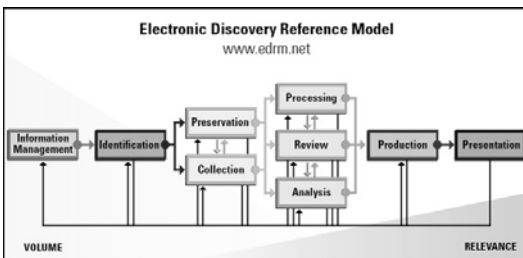 Electronic Discovery Reference Model
www.edrm.net
Information
Management
Identification
Preservation
Collection
Processing
Review
Analysis
Production
Presentation
VOLUME
RELEVANCE